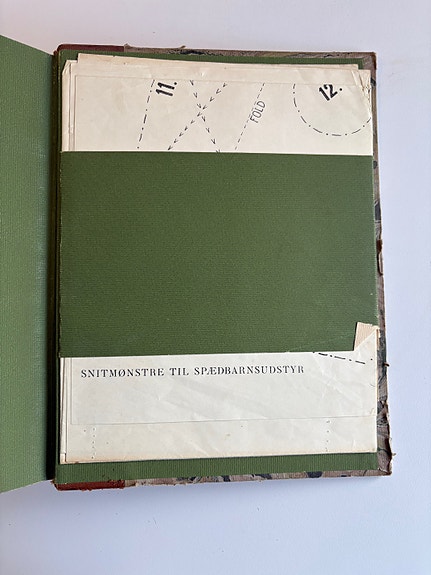 11.
FOLD
12.
SNITMØNSTRE TIL SPÆDBARNSUDSTYR